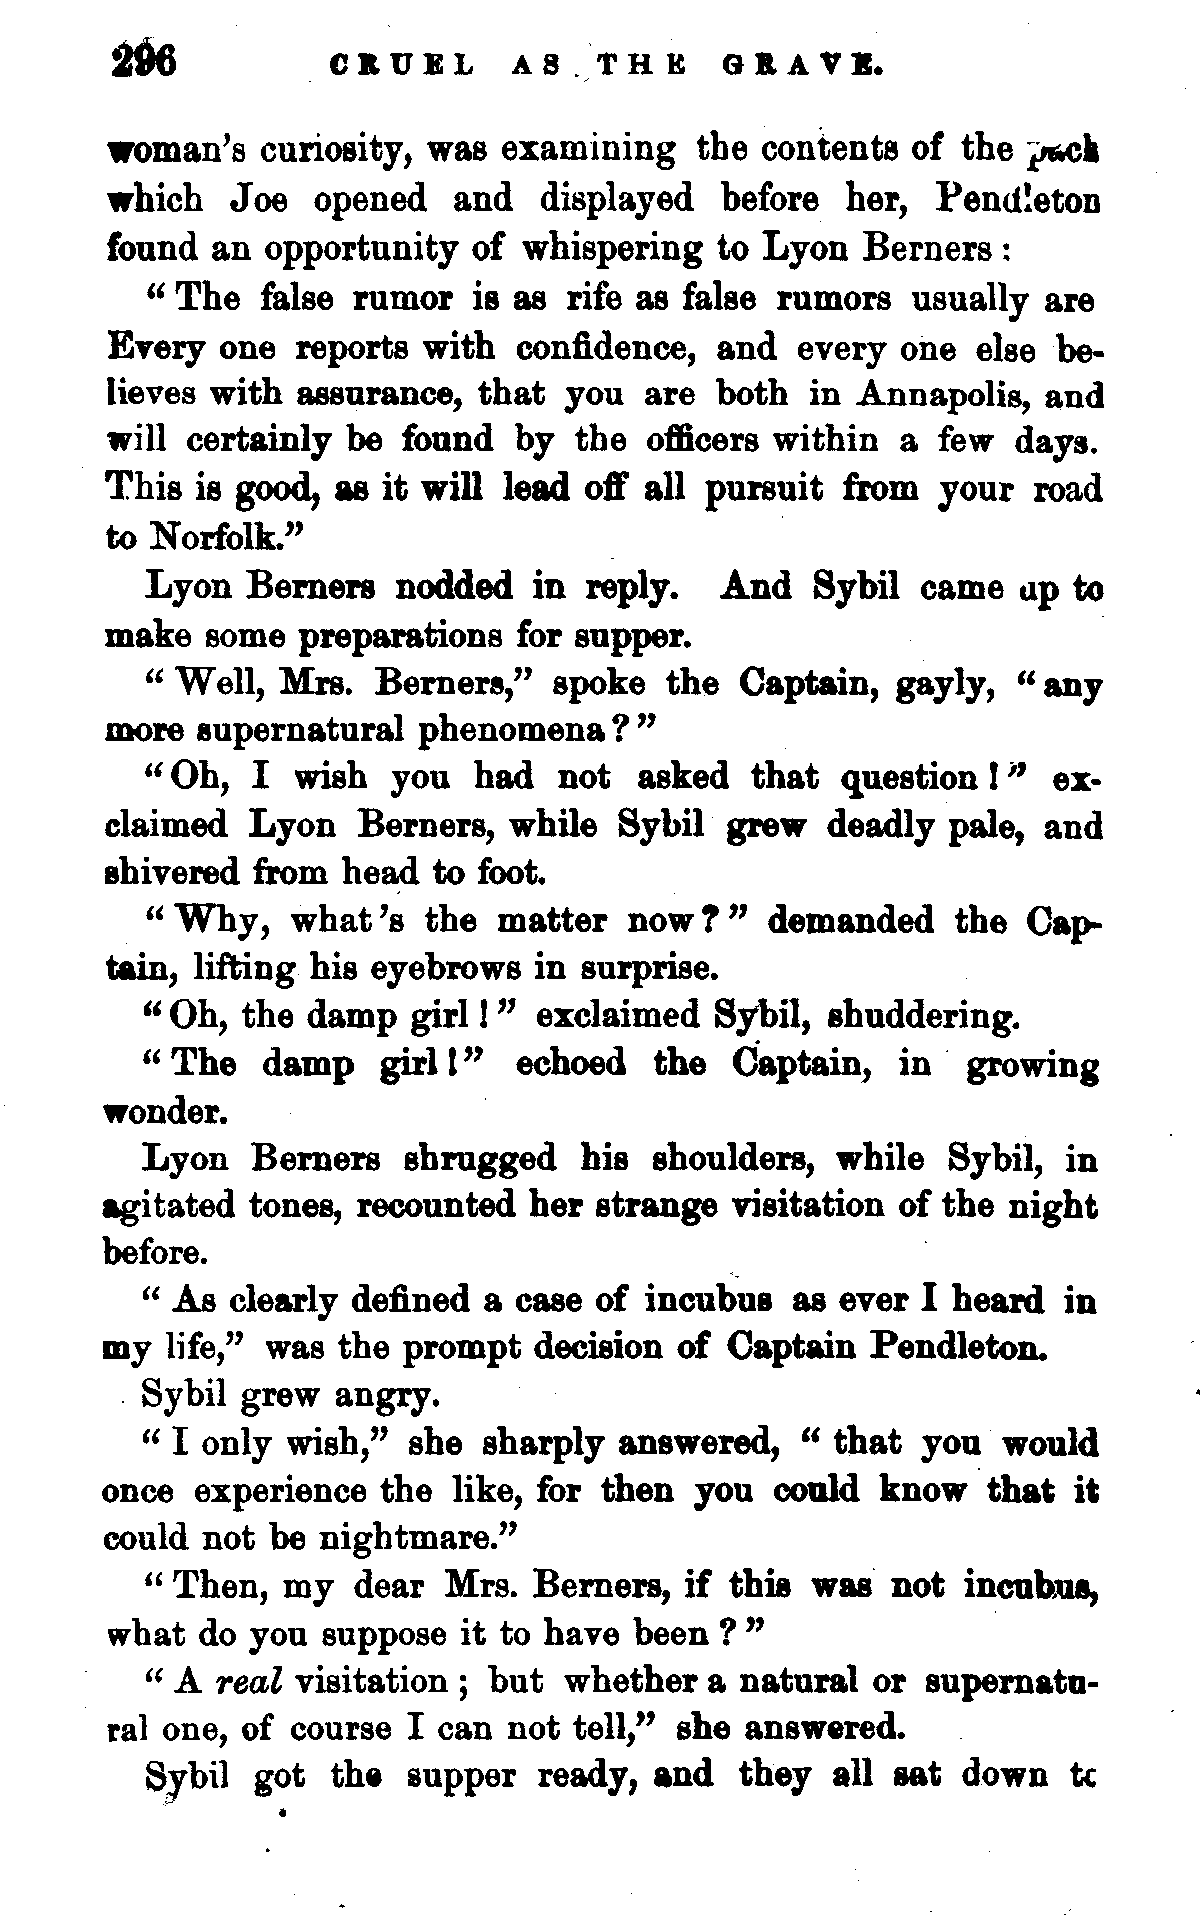 296 CRUEL AS THE GRAVE.
woman's curiosity, was examining the contents of the pack
which Joe opened and displayed before her, Pendleton
found an opportunity of whispering to Lyon Berners :
“ The false rumor is as rife as false rumors usually are
Every one reports with confidence, and every one else be-
lieves with assurance, that you are both in Annapolis, and
will certainly be found by the officers within a few days.
This is good, as it will lead off all pursuit from your road
to Norfolk.”
Lyon Berners nodded in reply. And Sybil came up to
make some preparations for supper.
“ Well, Mrs. Berners,” spoke the Captain, gayly, “ any
more supernatural phenomena ? ”
“ Oh, I wish you had not asked that question ! ” ex-
claimed Lyon Berners, while Sybil grew deadly pale, and
shivered from head to foot.
“ Why, what 's the matter now ? ” demanded the Cap-
tain, lifting his eyebrows in surprise.
“ Oh, the damp girl ! ” exclaimed Sybil, shuddering.
“ The damp girl ! ” echoed the Captain, in growing
wonder.
Lyon Berners shrugged his shoulders, while Sybil, in
agitated tones, recounted her strange visitation of the night
before.
“ As clearly defined a case of incubus as ever I heard in
my life,” was the prompt decision of Captain Pendleton.
Sybil grew angry.
“ I only wish,” she sharply answered, “ that you would
once experience the like, for then you could know that it
could not be nightmare.”
“ Then, my dear Mrs. Berners, if this was not incubus,
what do you suppose it to have been ? ”
“ A real visitation ; but whether a natural or supernatu-
ral one, of course I can not tell,” she answered.
Sybil got the supper ready, and they all sat down to